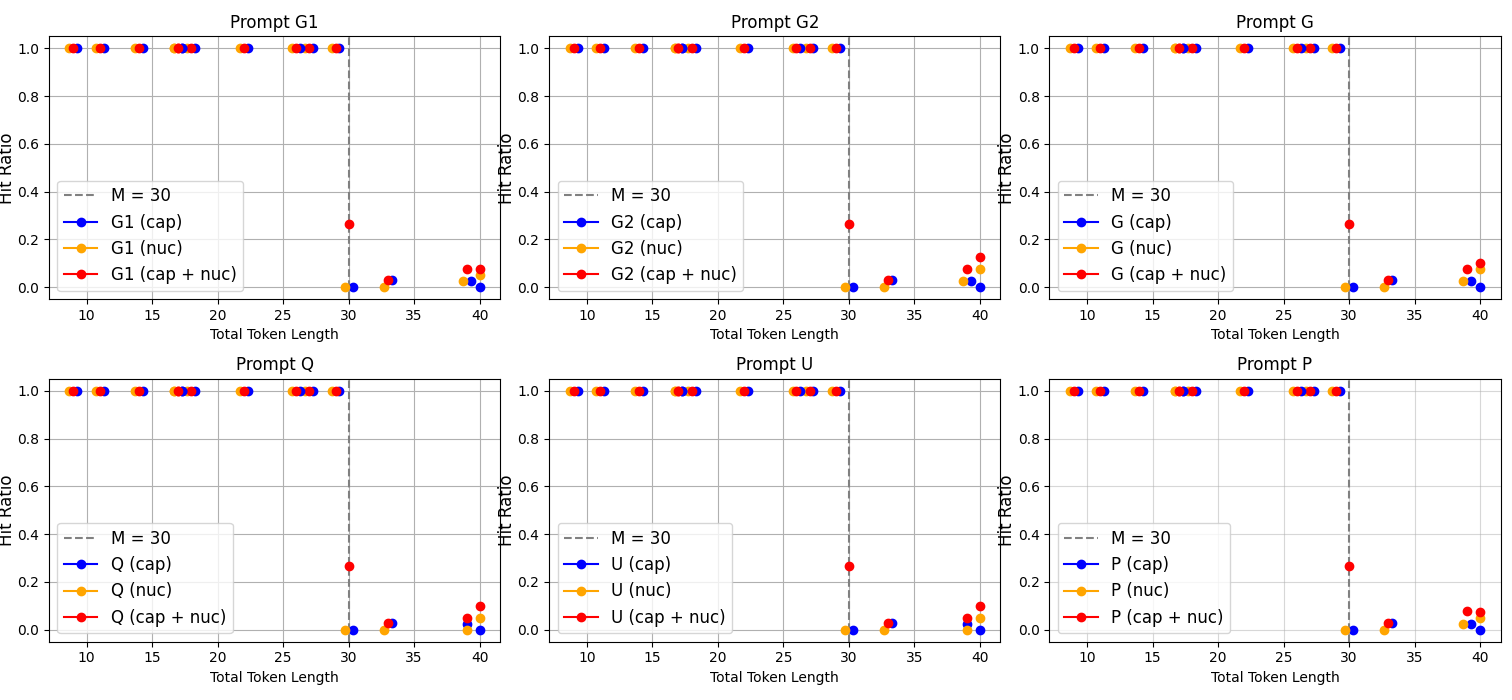 Prompt G1
Hit Ratio
1.0
0.8
0.6
0.4
0.2
0.0
M = 30
G1 (cap)
G1 (nuc)
G1 (cap + nuc)
10 15 20 25 30 35 40
Total Token Length
Prompt G2
Hit Ratio
1.0
0.8
0.6
0.4
0.2
0.0
M = 30
G2 (cap)
G2 (nuc)
G2 (cap + nuc)
10 15 20 25 30 35 40
Total Token Length
Prompt G
Hit Ratio
1.0
0.8
0.6
0.4
0.2
0.0
M = 30
G (cap)
G (nuc)
G (cap + nuc)
10 15 20 25 30 35 40
Total Token Length
Prompt Q
Hit Ratio
1.0
0.8
0.6
0.4
0.2
0.0
M = 30
Q (cap)
Q (nuc)
Q (cap + nuc)
10 15 20 25 30 35 40
Total Token Length
Prompt U
Hit Ratio
1.0
0.8
0.6
0.4
0.2
0.0
M = 30
U (cap)
U (nuc)
U (cap + nuc)
10 15 20 25 30 35 40
Total Token Length
Prompt P
Hit Ratio
1.0
0.8
0.6
0.4
0.2
0.0
M = 30
P (cap)
P (nuc)
P (cap + nuc)
10 15 20 25 30 35 40
Total Token Length